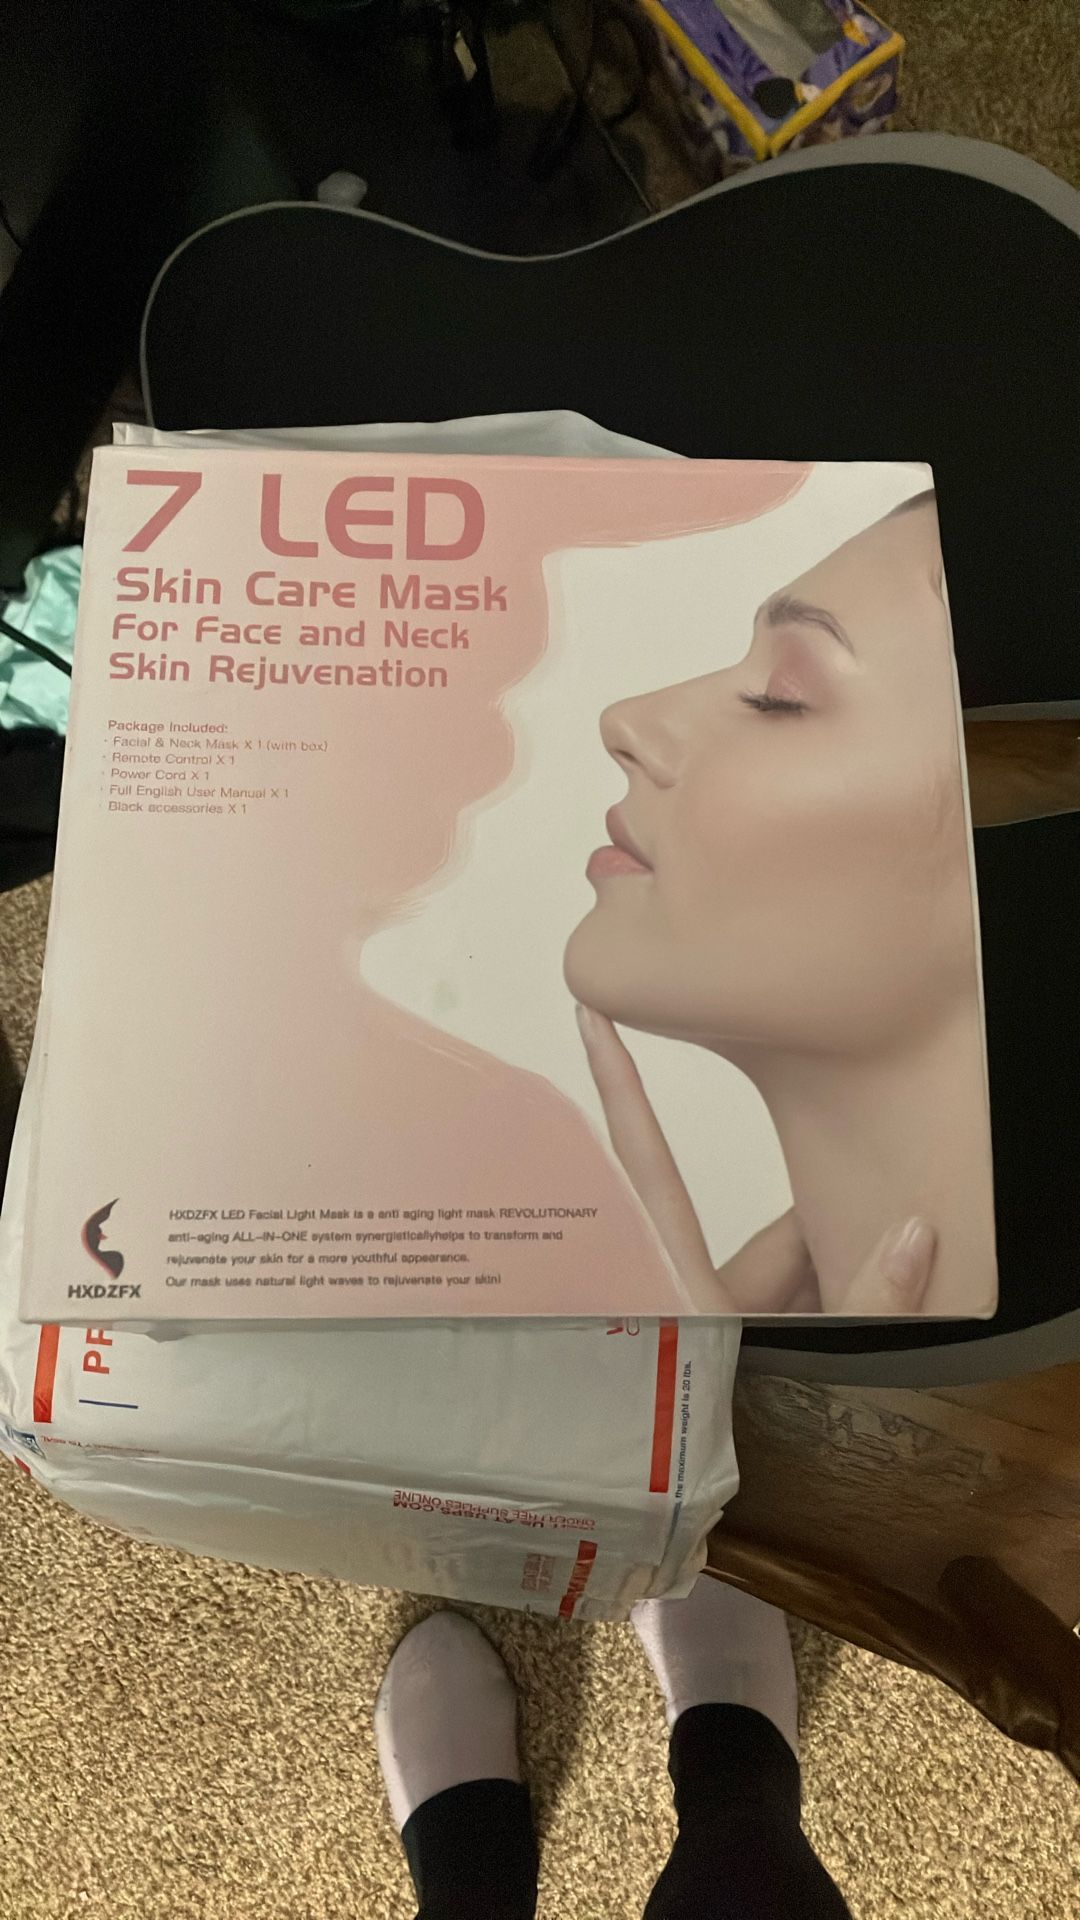 7 LED
Skin Care Mask
For Face and Neck
Skin Rejuvenation
Package Included:
· Facial & Neck Mask X 1 (with box)
· Remote Control X 1
· Power Cord X 1
· Full English User Manual X 1
· Black accessories X 1
HXDZFX LED Facial Light Mask is a anti aging light mask REVOLUTIONARY
anti-aging ALL-IN-ONE system synergisticallyhelps to transform and
rejuvenate your skin for a more youthful appearance.
Our mask uses natural light waves to rejuvenate your skin!
HXDZFX
PR
the maximum weight is 20 lbs.
US AT USPS.COM
ORDER FREE SUPPLIES ONLINE